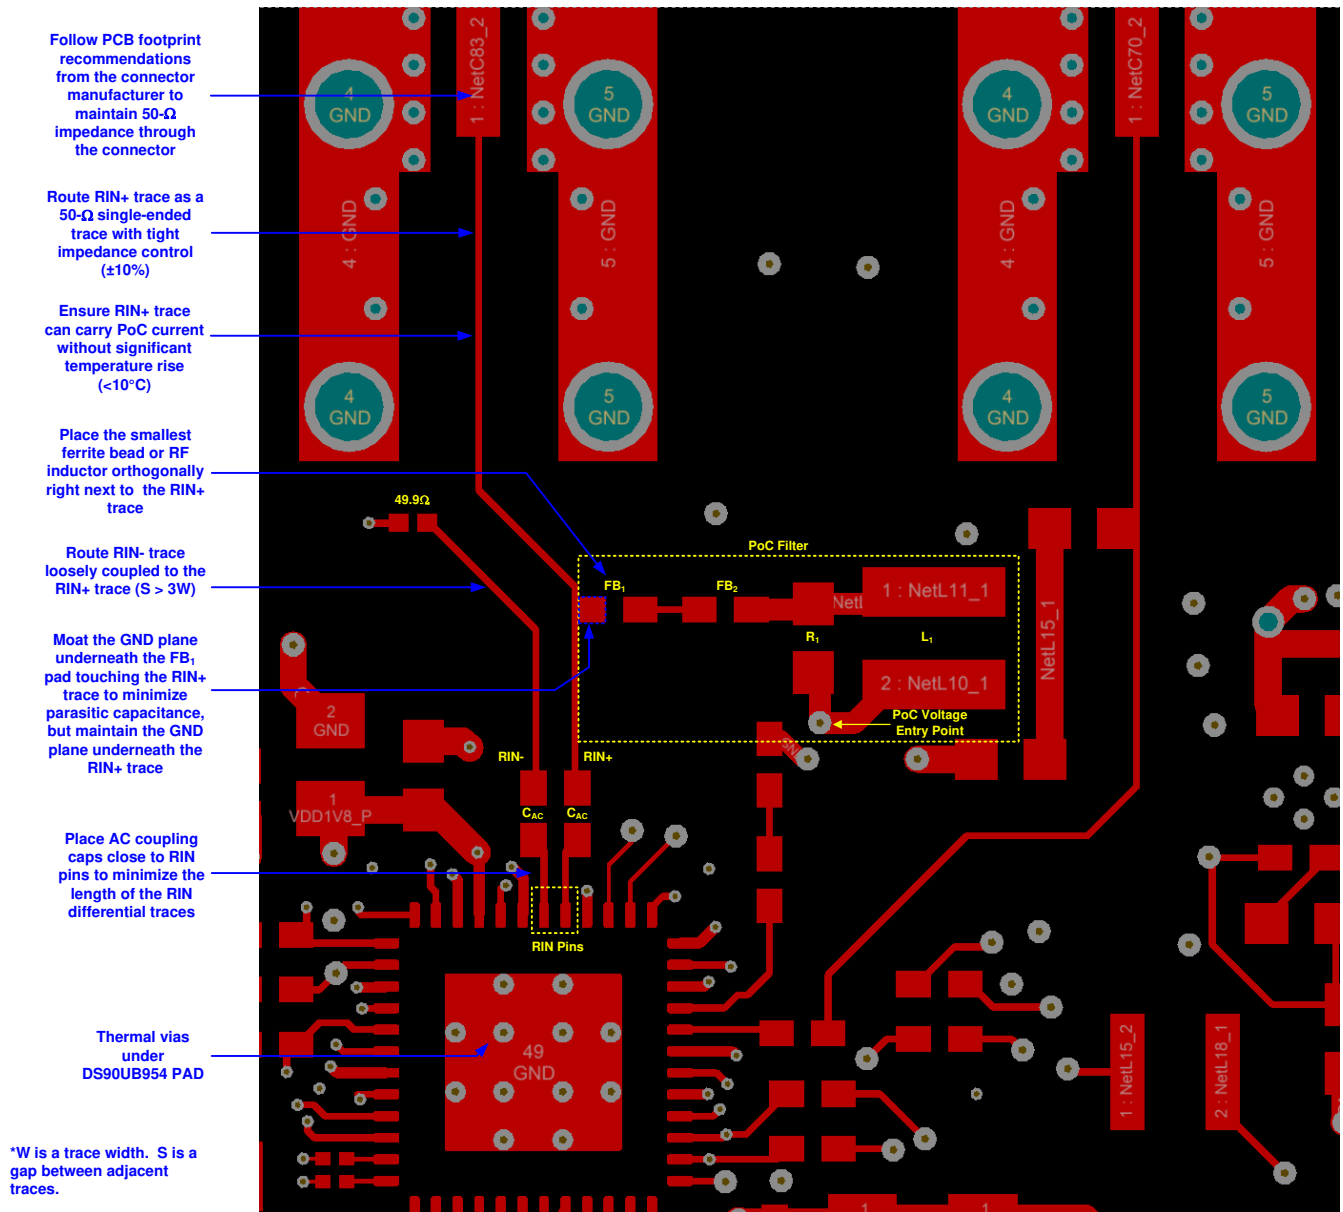 Follow PCB footprint
recommendations
from the connector
manufacturer to
maintain 50-Ω
impedance through
the connector
Route RIN+ trace as a
50-Ω single-ended
trace with tight
impedance control
(±10%)
Ensure RIN+ trace
can carry PoC current
without significant
temperature rise
(<10°C)
Place the smallest
ferrite bead or RF
inductor orthogonally
right next to the RIN+
trace
Route RIN- trace
loosely coupled to the
RIN+ trace (S > 3W)
Moat the GND plane
underneath the FB₁
pad touching the RIN+
trace to minimize
parasitic capacitance,
but maintain the GND
plane underneath the
RIN+ trace
Place AC coupling
caps close to RIN
pins to minimize the
length of the RIN
differential traces
Thermal vias
under
DS90UB954 PAD
*W is a trace width. S is a
gap between adjacent
traces.
4
GND
1 : NetC83_2
5
GND
4
GND
1 : NetC70_2
5
GND
4 : GND
5 : GND
4 : GND
5 : GND
4
GND
5
GND
4
GND
5
GND
49.9Ω
PoC Filter
FB₁
FB₂
NetL
1 : NetL11_1
R₁
L₁
2 : NetL10_1
NetL15_1
PoC Voltage
Entry Point
2
GND
RIN-
RIN+
1
VDD1V8_P
C_AC
C_AC
RIN Pins
49
GND
1 : NetL15_2
2 : NetL18_1
1
1